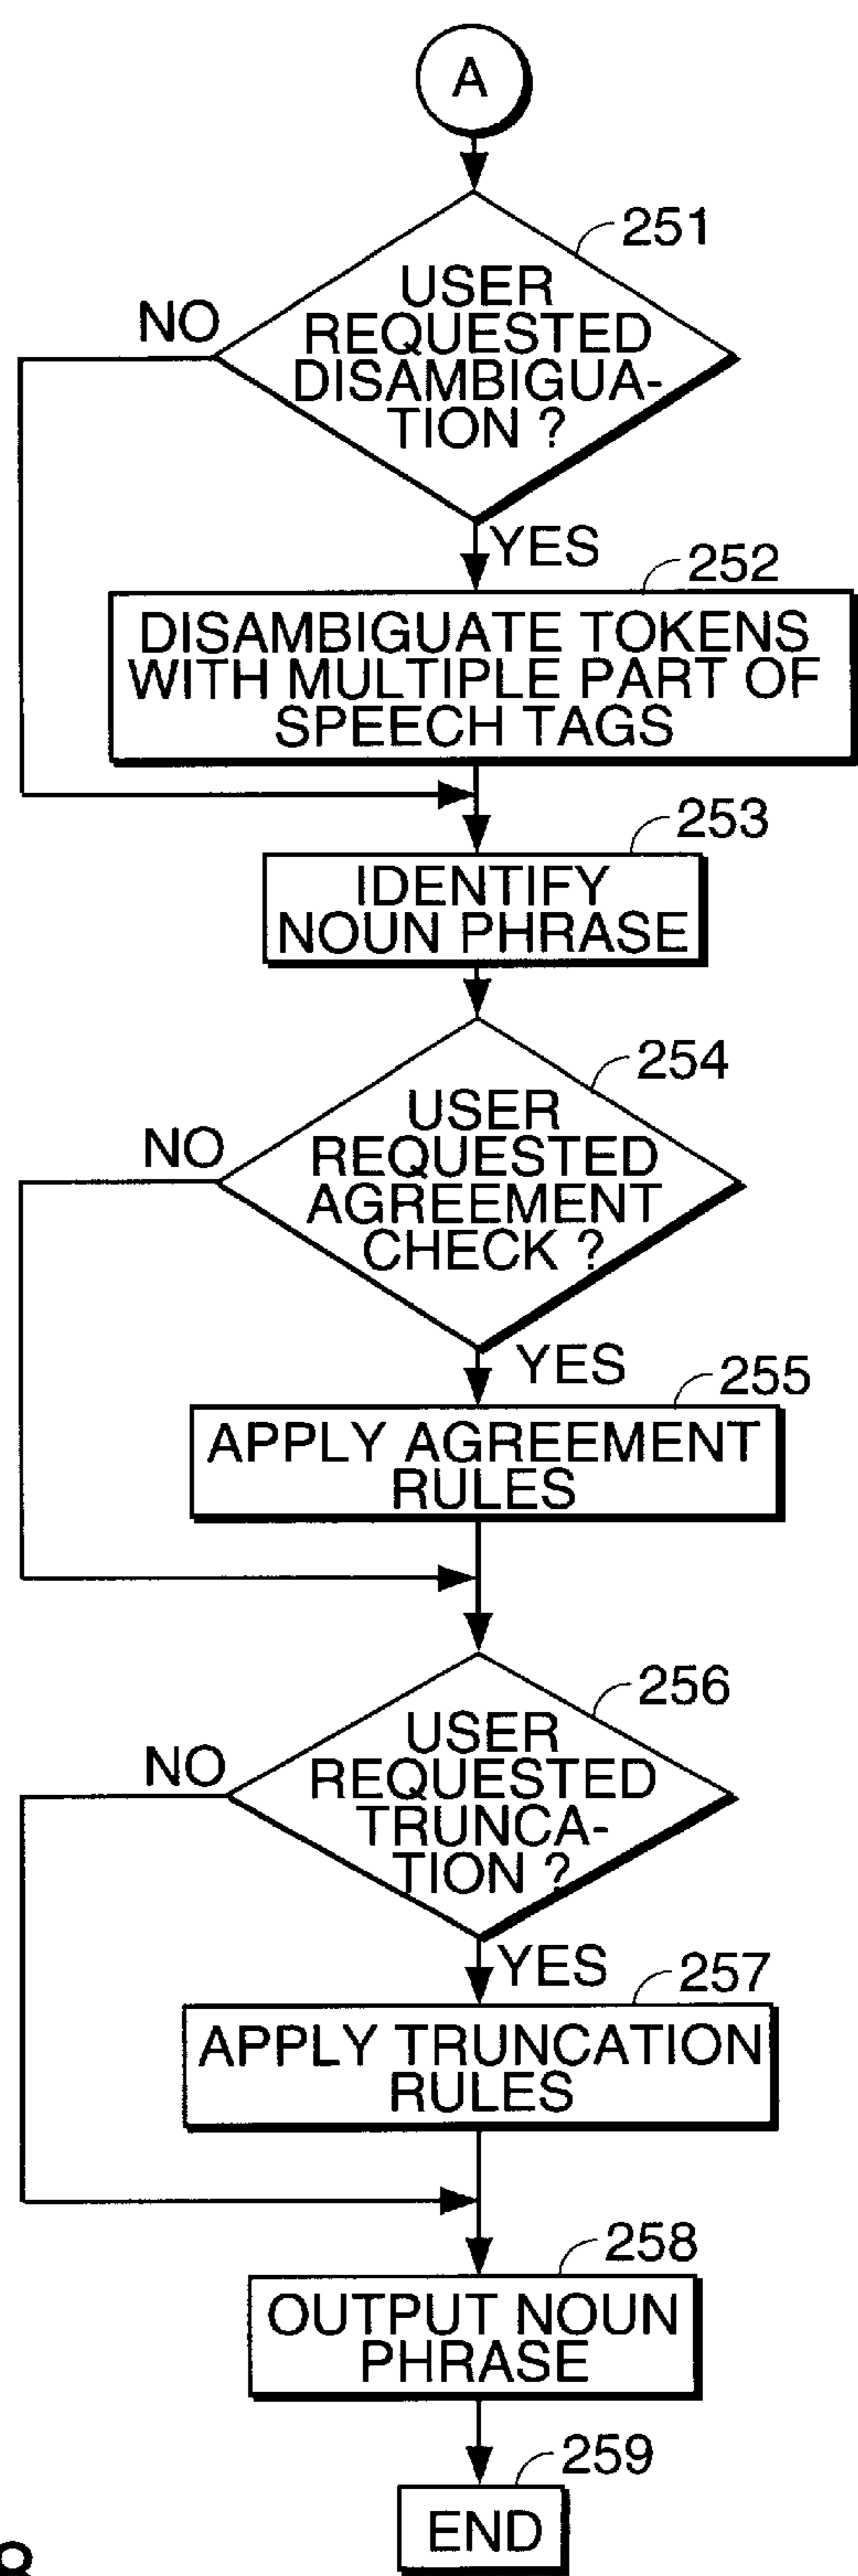 A
251
USER
REQUESTED
DISAMBIGUA-
TION ?
NO
YES
252
DISAMBIGUATE TOKENS
WITH MULTIPLE PART OF
SPEECH TAGS
253
IDENTIFY
NOUN PHRASE
254
USER
REQUESTED
AGREEMENT
CHECK ?
NO
YES
255
APPLY AGREEMENT
RULES
256
USER
REQUESTED
TRUNCA-
TION ?
NO
YES
257
APPLY TRUNCATION
RULES
258
OUTPUT NOUN
PHRASE
259
END
8